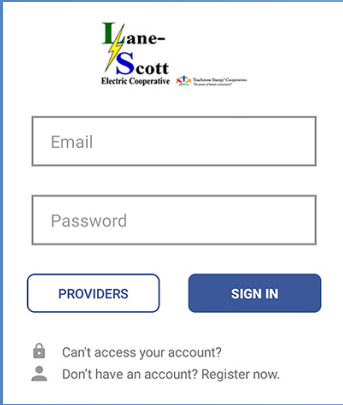 Lane-
Scott
Electric Cooperative
Touchstone Energy® Cooperatives
Email
Password
PROVIDERS
SIGN IN
Can't access your account?
Don't have an account? Register now.